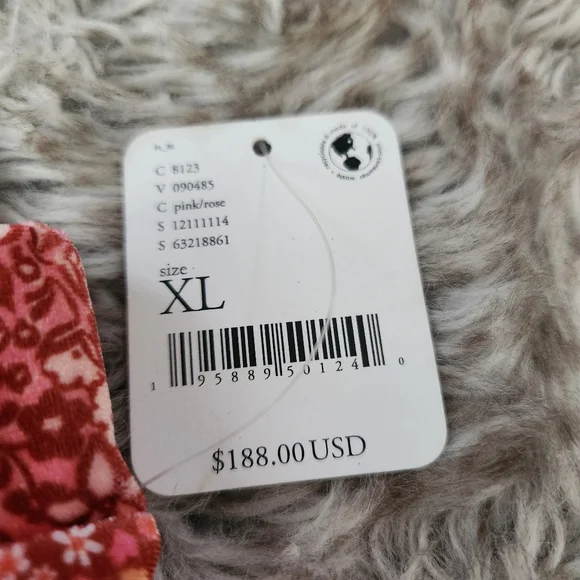 C 8123
V 090485
C pink/rose
S 12111114
S 63218861
size
XL
1 95889 50124 0
$188.00 USD